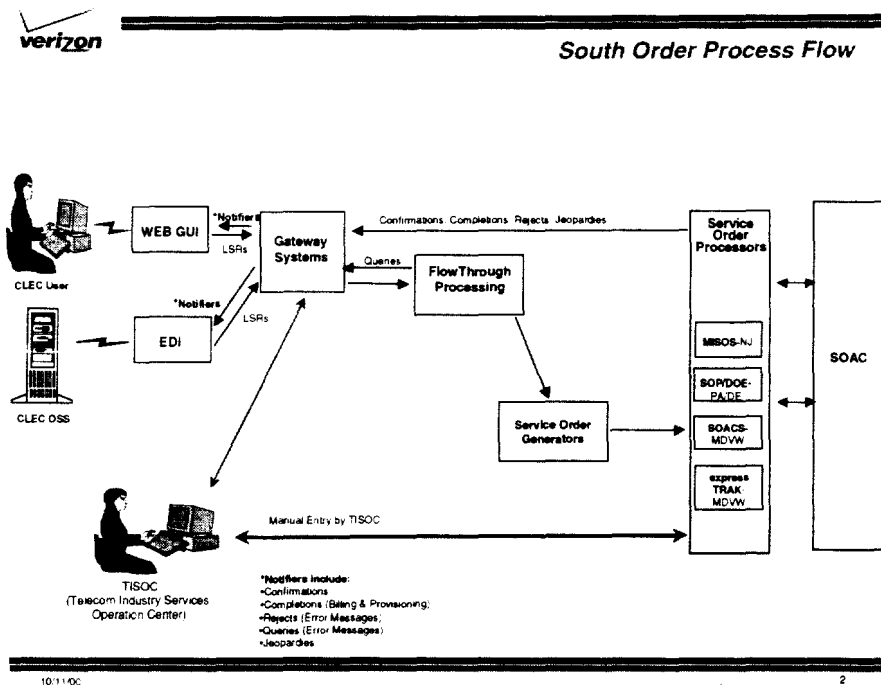 verizon
South Order Process Flow
CLEC User
WEB GUI
*Notifiers
LSRs
Gateway
Systems
Confirmations, Completions, Rejects, Jeopardies
Queries
FlowThrough
Processing
Service
Order
Processors
CLEC OSS
EDI
*Notifiers
LSRs
MISOS-NJ
SOP/DOE-
PA/DE
SOACS-
MDVW
express
TRAK-
MDVW
SOAC
Service Order
Generators
Manual Entry by TISOC
TISOC
(Telecom Industry Services
Operation Center)
*Notifiers include:
•Confirmations
•Completions (Billing & Provisioning)
•Rejects (Error Messages)
•Queries (Error Messages)
•Jeopardies
10/11/00
2